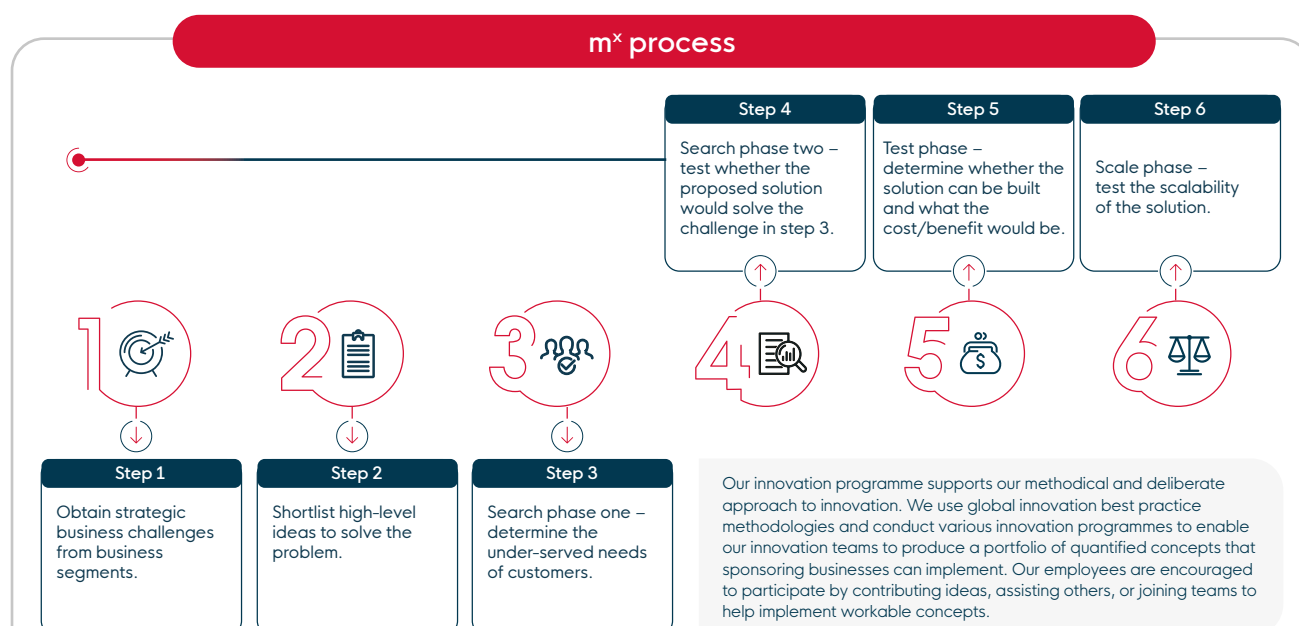 mˣ process
Step 4
Search phase two –
test whether the
proposed solution
would solve the
challenge in step 3.
Step 5
Test phase –
determine whether the
solution can be built
and what the
cost/benefit would be.
Step 6
Scale phase –
test the scalability
of the solution.
1
2
3
4
5
$
6
Step 1
Obtain strategic
business challenges
from business
segments.
Step 2
Shortlist high-level
ideas to solve the
problem.
Step 3
Search phase one –
determine the
under-served needs
of customers.
Our innovation programme supports our methodical and deliberate
approach to innovation. We use global innovation best practice
methodologies and conduct various innovation programmes to enable
our innovation teams to produce a portfolio of quantified concepts that
sponsoring businesses can implement. Our employees are encouraged
to participate by contributing ideas, assisting others, or joining teams to
help implement workable concepts.